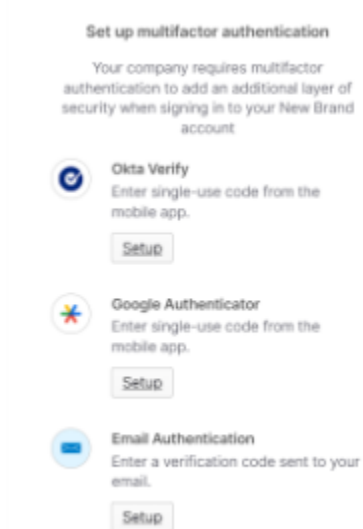 Set up multifactor authentication
Your company requires multifactor
authentication to add an additional layer of
security when signing in to your New Brand
account
Okta Verify
Enter single-use code from the
mobile app.
Setup
Google Authenticator
Enter single-use code from the
mobile app.
Setup
Email Authentication
Enter a verification code sent to your
email.
Setup